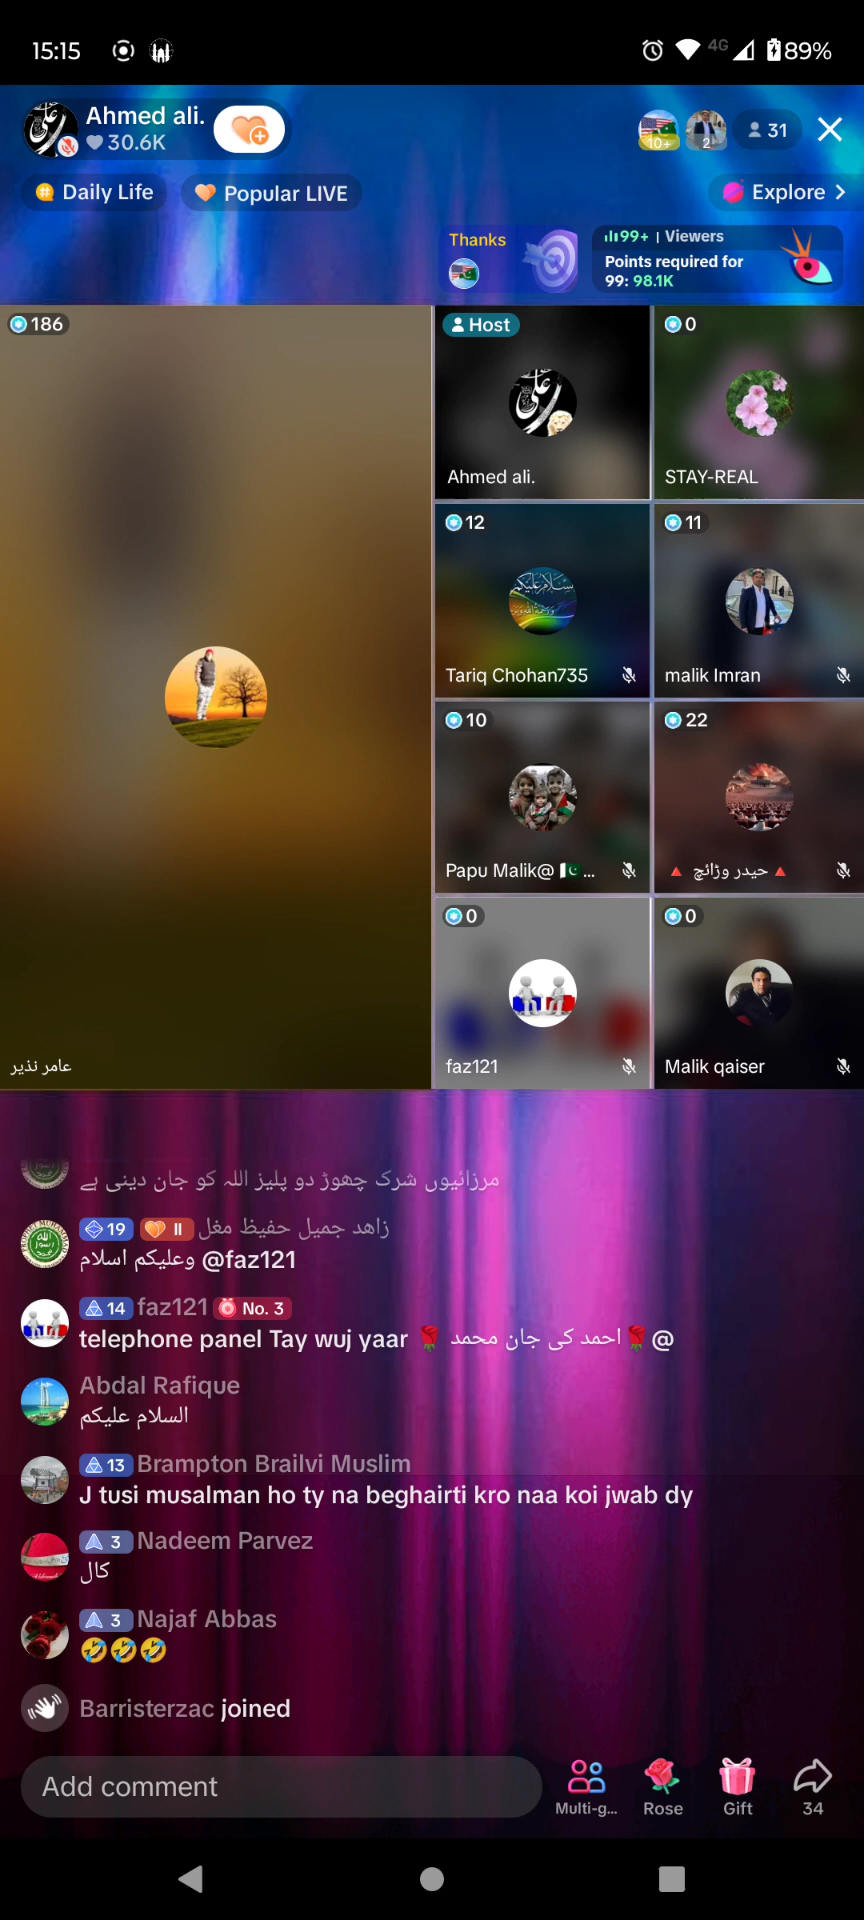 15:15
4G
89%
Ahmed ali.
30.6K
10+
2
31
Daily Life
Popular LIVE
Explore
Thanks
99+ | Viewers
Points required for
99: 98.1K
186
عامر نذیر
Host
Ahmed ali.
0
STAY-REAL
12
Tariq Chohan735
11
malik Imran
10
Papu Malik@ 🇵🇰...
22
🔺 حیدر وڑائچ 🔺
0
faz121
0
Malik qaiser
مرزائیوں شرک چھوڑ دو پلیز اللہ کو جان دینی ہے
19 II زاهد جمیل حفیظ مغل
وعلیکم اسلام @faz121
14 faz121 No. 3
telephone panel Tay wuj yaar 🌹 احمد کی جان محمد 🌹@
Abdal Rafique
السلام علیکم
13 Brampton Brailvi Muslim
J tusi musalman ho ty na beghairti kro naa koi jwab dy
3 Nadeem Parvez
کال
3 Najaf Abbas
🤣🤣🤣
Barristerzac joined
Add comment
Multi-g...
Rose
Gift
34